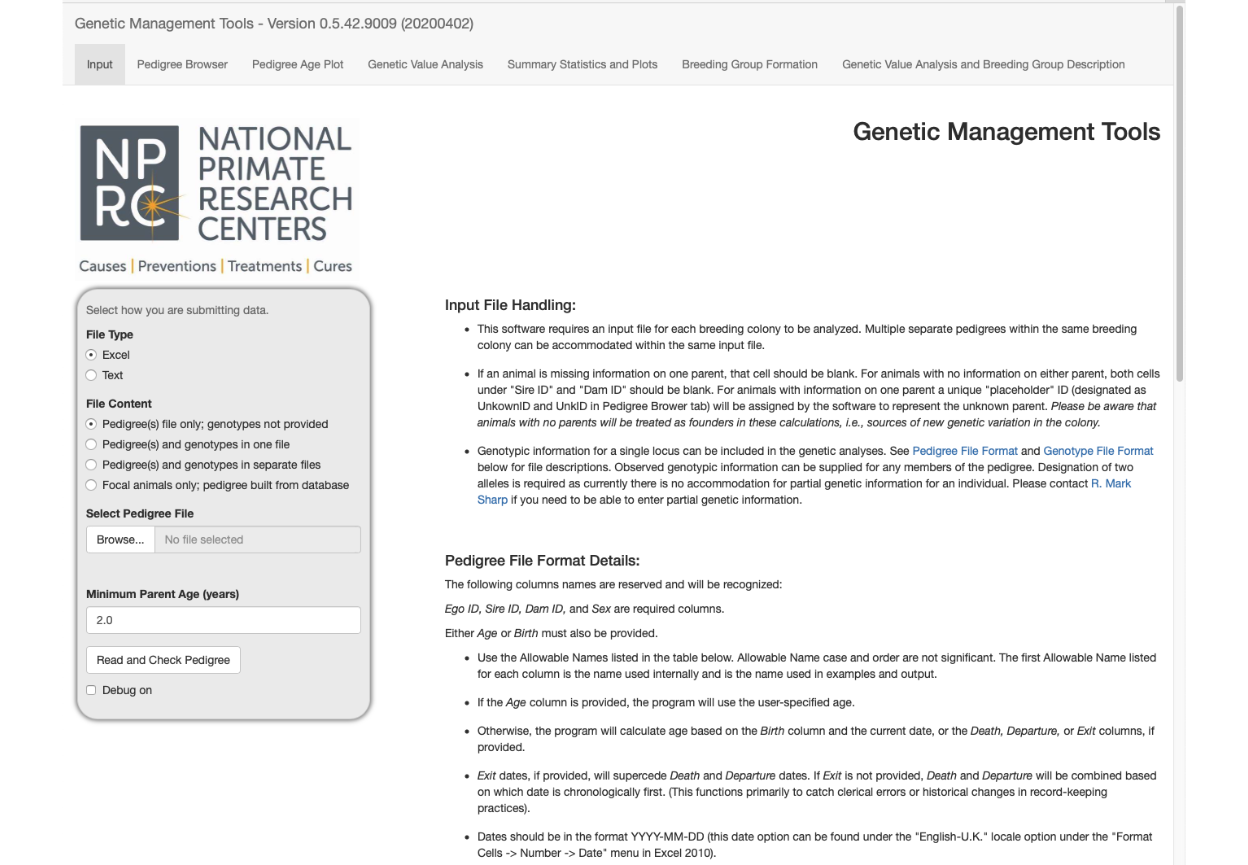 Genetic Management Tools - Version 0.5.42.9009 (20200402)
Input Pedigree Browser Pedigree Age Plot Genetic Value Analysis Summary Statistics and Plots Breeding Group Formation Genetic Value Analysis and Breeding Group Description
Genetic Management Tools
NP
RC
NATIONAL
PRIMATE
RESEARCH
CENTERS
Causes | Preventions | Treatments | Cures
Select how you are submitting data.
File Type
Excel
Text
File Content
Pedigree(s) file only; genotypes not provided
Pedigree(s) and genotypes in one file
Pedigree(s) and genotypes in separate files
Focal animals only; pedigree built from database
Select Pedigree File
Browse... No file selected
Minimum Parent Age (years)
2.0
Read and Check Pedigree
Debug on
Input File Handling:
• This software requires an input file for each breeding colony to be analyzed. Multiple separate pedigrees within the same breeding
colony can be accommodated within the same input file.
• If an animal is missing information on one parent, that cell should be blank. For animals with no information on either parent, both cells
under "Sire ID" and "Dam ID" should be blank. For animals with information on one parent a unique "placeholder" ID (designated as
UnkownID and UnkID in Pedigree Brower tab) will be assigned by the software to represent the unknown parent. Please be aware that
animals with no parents will be treated as founders in these calculations, i.e., sources of new genetic variation in the colony.
• Genotypic information for a single locus can be included in the genetic analyses. See Pedigree File Format and Genotype File Format
below for file descriptions. Observed genotypic information can be supplied for any members of the pedigree. Designation of two
alleles is required as currently there is no accommodation for partial genetic information for an individual. Please contact R. Mark
Sharp if you need to be able to enter partial genetic information.
Pedigree File Format Details:
The following columns names are reserved and will be recognized:
Ego ID, Sire ID, Dam ID, and Sex are required columns.
Either Age or Birth must also be provided.
• Use the Allowable Names listed in the table below. Allowable Name case and order are not significant. The first Allowable Name listed
for each column is the name used internally and is the name used in examples and output.
• If the Age column is provided, the program will use the user-specified age.
• Otherwise, the program will calculate age based on the Birth column and the current date, or the Death, Departure, or Exit columns, if
provided.
• Exit dates, if provided, will supercede Death and Departure dates. If Exit is not provided, Death and Departure will be combined based
on which date is chronologically first. (This functions primarily to catch clerical errors or historical changes in record-keeping
practices).
• Dates should be in the format YYYY-MM-DD (this date option can be found under the "English-U.K." locale option under the "Format
Cells -> Number -> Date" menu in Excel 2010).